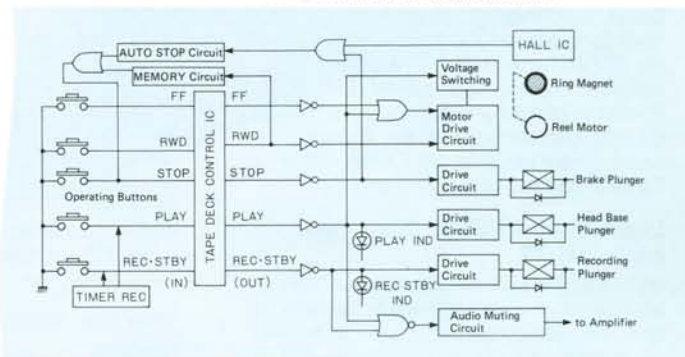 HALL IC
AUTO STOP Circuit
MEMORY Circuit
Voltage
Switching
Ring Magnet
FF
FF
Motor
Drive
Circuit
Reel Motor
RWD
RWD
STOP
STOP
Drive
Circuit
Brake Plunger
Operating Buttons
TAPE DECK CONTROL IC
PLAY
PLAY
Drive
Circuit
Head Base
Plunger
PLAY IND
REC·STBY
REC·STBY
Drive
Circuit
Recording
Plunger
(IN)
(OUT)
REC STBY
IND
TIMER REC
Audio Muting
Circuit
to Amplifier